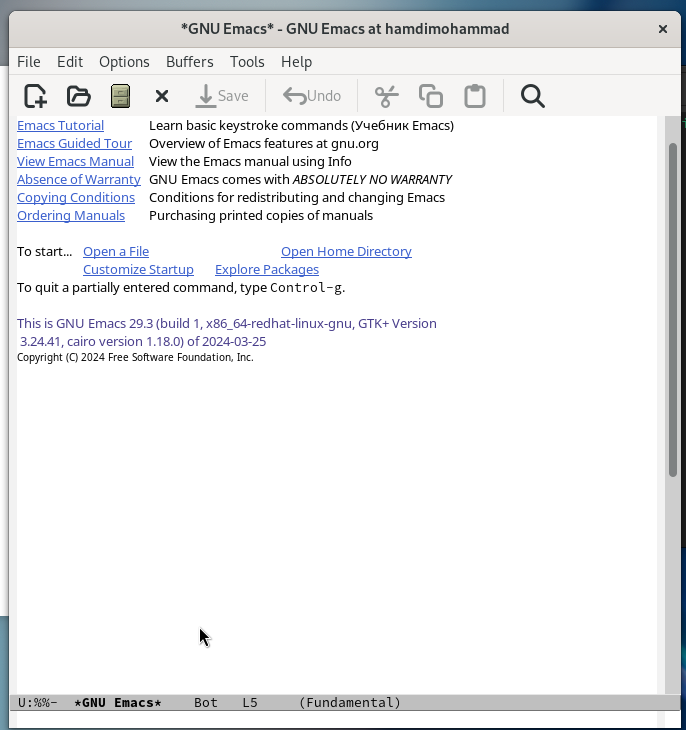 *GNU Emacs* - GNU Emacs at hamdimohammad
File Edit Options Buffers Tools Help
Save Undo
Emacs Tutorial Learn basic keystroke commands (Учебник Emacs)
Emacs Guided Tour Overview of Emacs features at gnu.org
View Emacs Manual View the Emacs manual using Info
Absence of Warranty GNU Emacs comes with ABSOLUTELY NO WARRANTY
Copying Conditions Conditions for redistributing and changing Emacs
Ordering Manuals Purchasing printed copies of manuals
To start... Open a File Open Home Directory
Customize Startup Explore Packages
To quit a partially entered command, type Control-g.
This is GNU Emacs 29.3 (build 1, x86_64-redhat-linux-gnu, GTK+ Version
3.24.41, cairo version 1.18.0) of 2024-03-25
Copyright (C) 2024 Free Software Foundation, Inc.
U:%%- *GNU Emacs* Bot L5 (Fundamental)